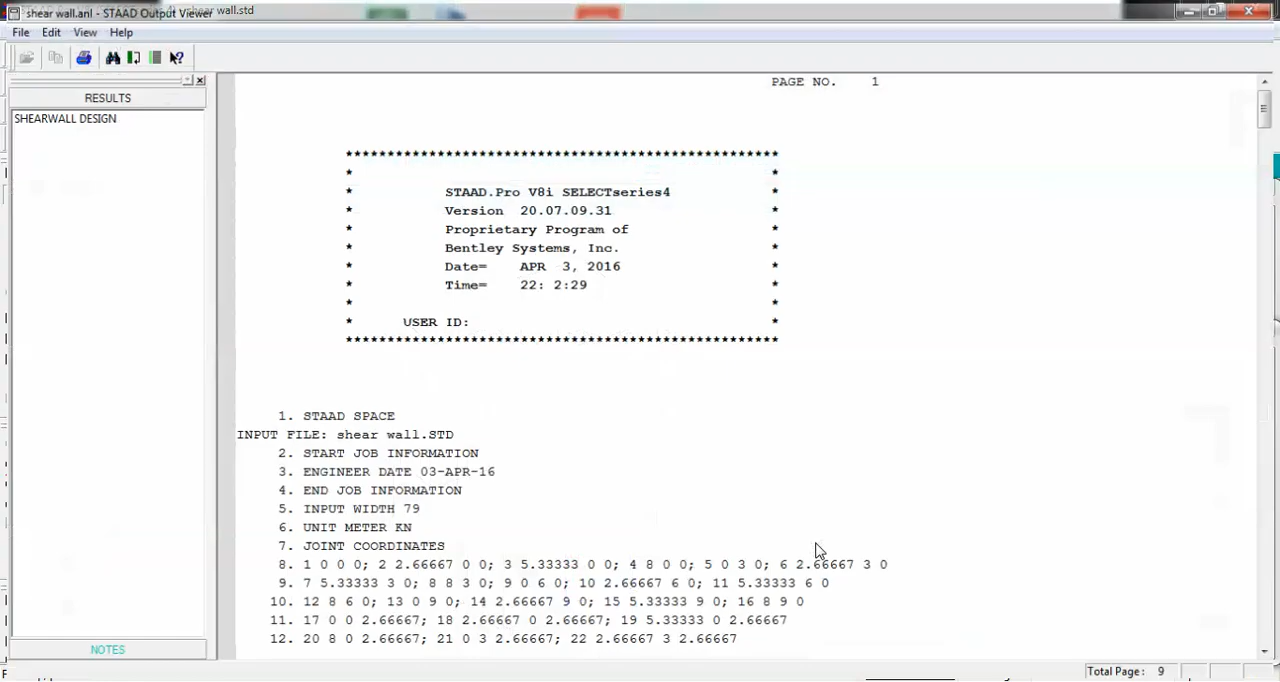 shear wall.anl - STAAD Output Viewer
shear wall.std
File Edit View Help
RESULTS
SHEARWALL DESIGN
NOTES
PAGE NO. 1
***************************************************
* *
* STAAD.Pro V8i SELECTseries4 *
* Version 20.07.09.31 *
* Proprietary Program of *
* Bentley Systems, Inc. *
* Date= APR 3, 2016 *
* Time= 22: 2:29 *
* *
* USER ID: *
***************************************************
1. STAAD SPACE
INPUT FILE: shear wall.STD
2. START JOB INFORMATION
3. ENGINEER DATE 03-APR-16
4. END JOB INFORMATION
5. INPUT WIDTH 79
6. UNIT METER KN
7. JOINT COORDINATES
8. 1 0 0 0; 2 2.66667 0 0; 3 5.33333 0 0; 4 8 0 0; 5 0 3 0; 6 2.66667 3 0
9. 7 5.33333 3 0; 8 8 3 0; 9 0 6 0; 10 2.66667 6 0; 11 5.33333 6 0
10. 12 8 6 0; 13 0 9 0; 14 2.66667 9 0; 15 5.33333 9 0; 16 8 9 0
11. 17 0 0 2.66667; 18 2.66667 0 2.66667; 19 5.33333 0 2.66667
12. 20 8 0 2.66667; 21 0 3 2.66667; 22 2.66667 3 2.66667
Total Page: 9